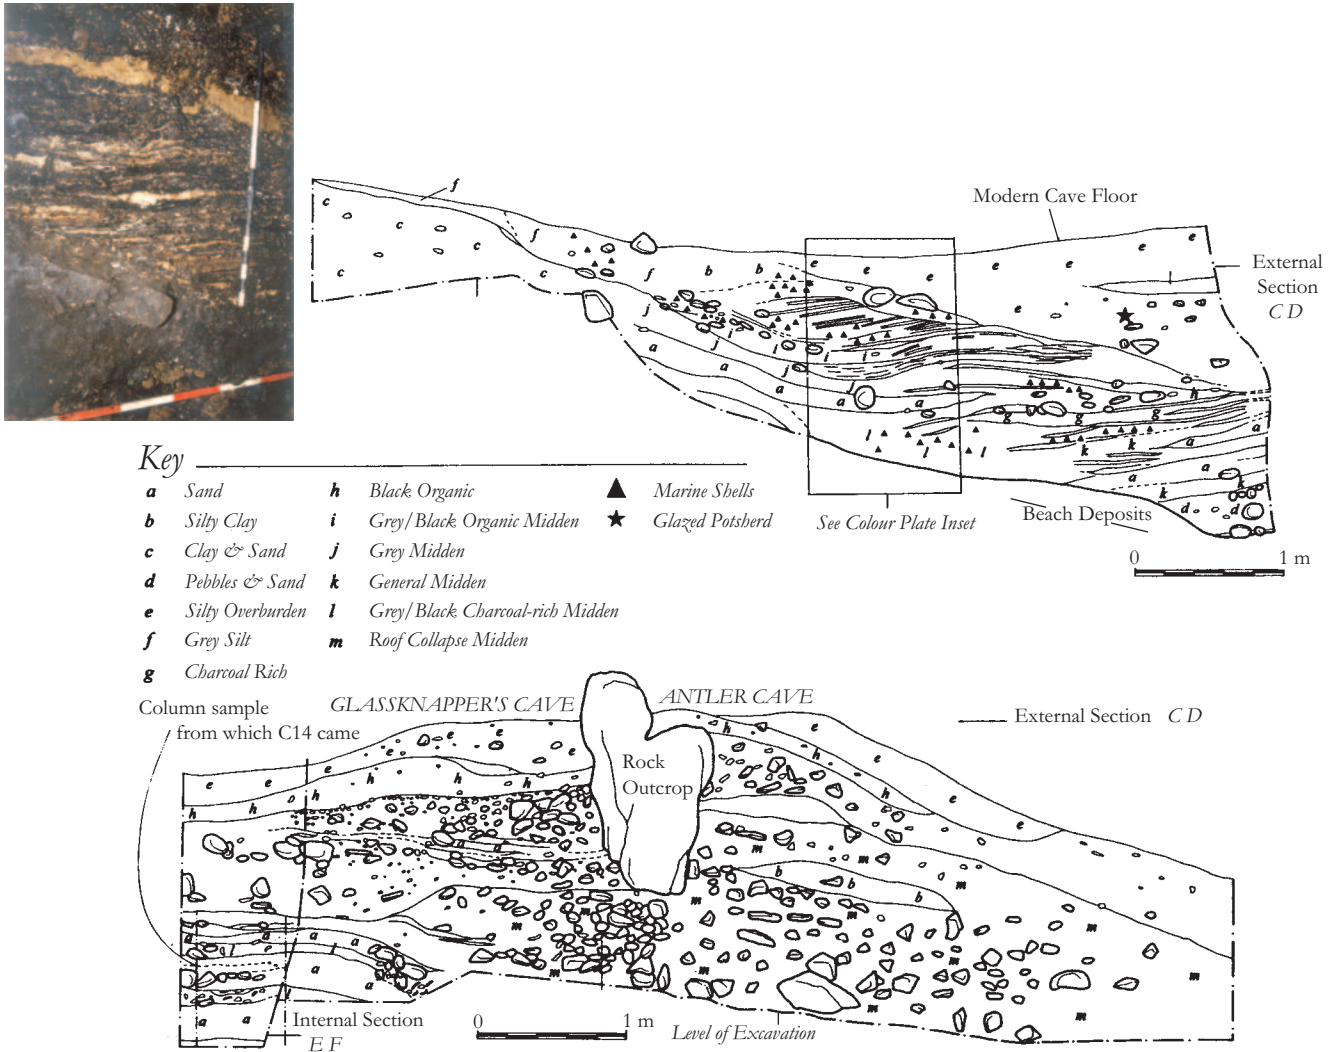 f
c
c
f
c
c
c
f
b
b
Modern Cave Floor
e
e
e
e
e
e
e
e
External
Section
C D
j
i
i
i
j
j
a
a
a
a
j
h
g
g
l
l
l
k
k
k
a
a
a
a
k
k
d
d
See Colour Plate Inset
Beach Deposits
0 1 m
Key
a Sand
b Silty Clay
c Clay & Sand
d Pebbles & Sand
e Silty Overburden
f Grey Silt
g Charcoal Rich
h Black Organic
i Grey/Black Organic Midden
j Grey Midden
k General Midden
l Grey/Black Charcoal-rich Midden
m Roof Collapse Midden
Marine Shells
Glazed Potsherd
Column sample
from which C14 came
GLASSKNAPPER'S CAVE
ANTLER CAVE
External Section C D
Rock
Outcrop
e
e
e
e
e
e
h
h
h
h
h
h
h
h
h
e
e
e
e
a
a
m
m
m
m
m
m
m
m
m
m
m
m
m
m
b
b
b
a
a
a
a
a
a
a
l
l
e
Internal Section
E F
0 1 m
Level of Excavation